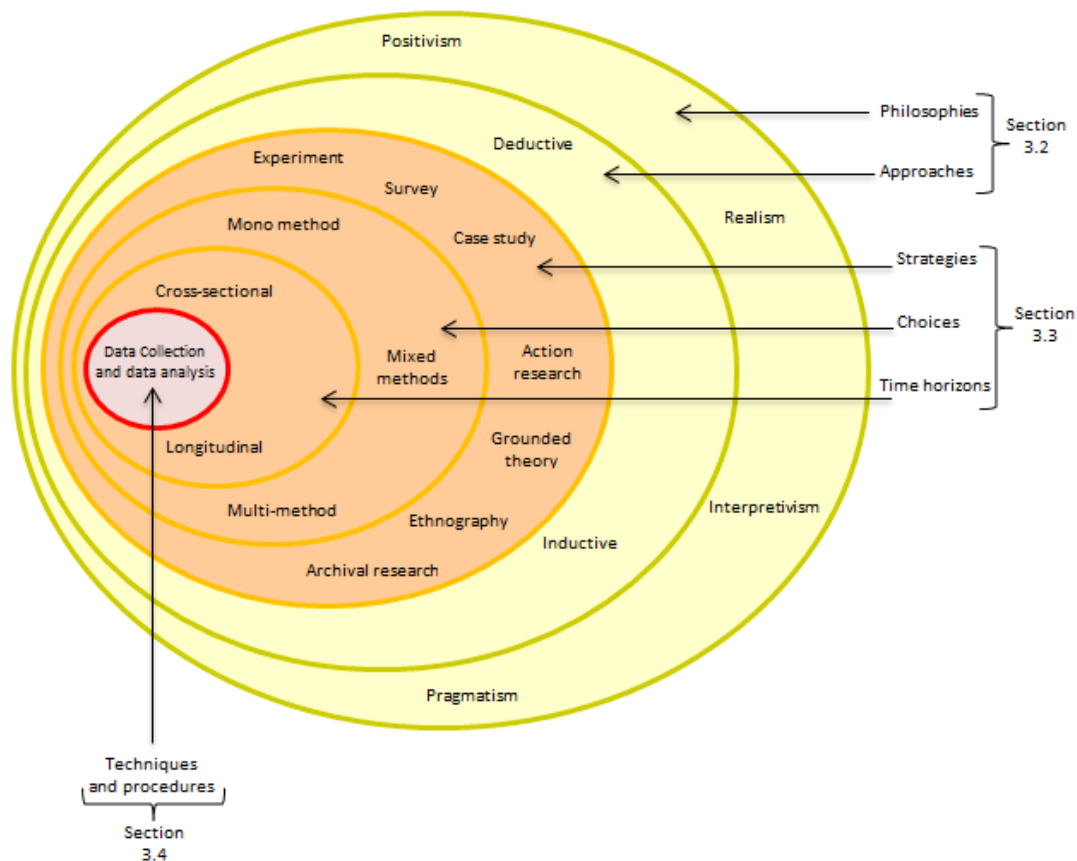 Positivism
Philosophies
Section
3.2
Deductive
Approaches
Experiment
Survey
Realism
Mono method
Case study
Strategies
Cross-sectional
Choices
Section
3.3
Data Collection
and data analysis
Mixed
methods
Action
research
Time horizons
Longitudinal
Grounded
theory
Multi-method
Ethnography
Interpretivism
Inductive
Archival research
Pragmatism
Techniques
and procedures
Section
3.4